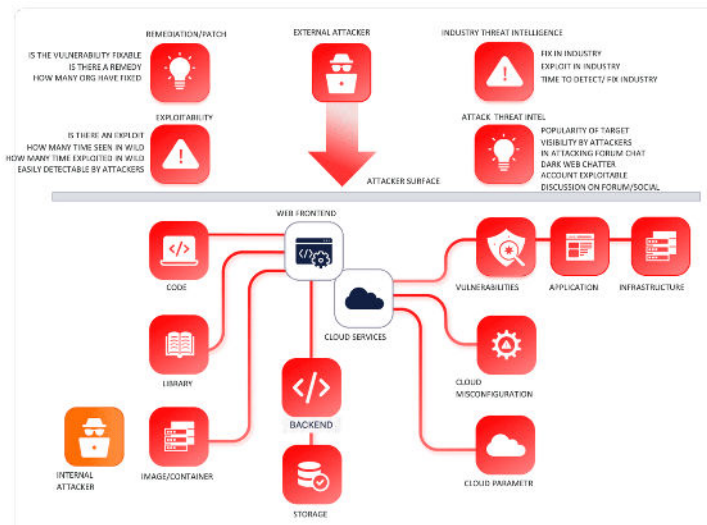 REMEDIATION/PATCH
IS THE VULNERABILITY FIXABLE
IS THERE A REMEDY
HOW MANY ORG HAVE FIXED
EXTERNAL ATTACKER
INDUSTRY THREAT INTELLIGENCE
FIX IN INDUSTRY
EXPLOIT IN INDUSTRY
TIME TO DETECT/ FIX INDUSTRY
EXPLOITABILITY
IS THERE AN EXPLOIT
HOW MANY TIME SEEN IN WILD
HOW MANY TIME EXPLOITED IN WILD
EASILY DETECTABLE BY ATTACKERS
ATTACK THREAT INTEL
POPULARITY OF TARGET
VISIBILITY BY ATTACKERS
IN ATTACKING FORUM CHAT
DARK WEB CHATTER
ACCOUNT EXPLOITABLE
DISCUSSION ON FORUM/SOCIAL
ATTACKER SURFACE
WEB FRONTEND
CODE
VULNERABILITIES
APPLICATION
INFRASTRUCTURE
CLOUD SERVICES
LIBRARY
CLOUD
MISCONFIGURATION
BACKEND
INTERNAL
ATTACKER
IMAGE/CONTAINER
CLOUD PARAMETR
STORAGE